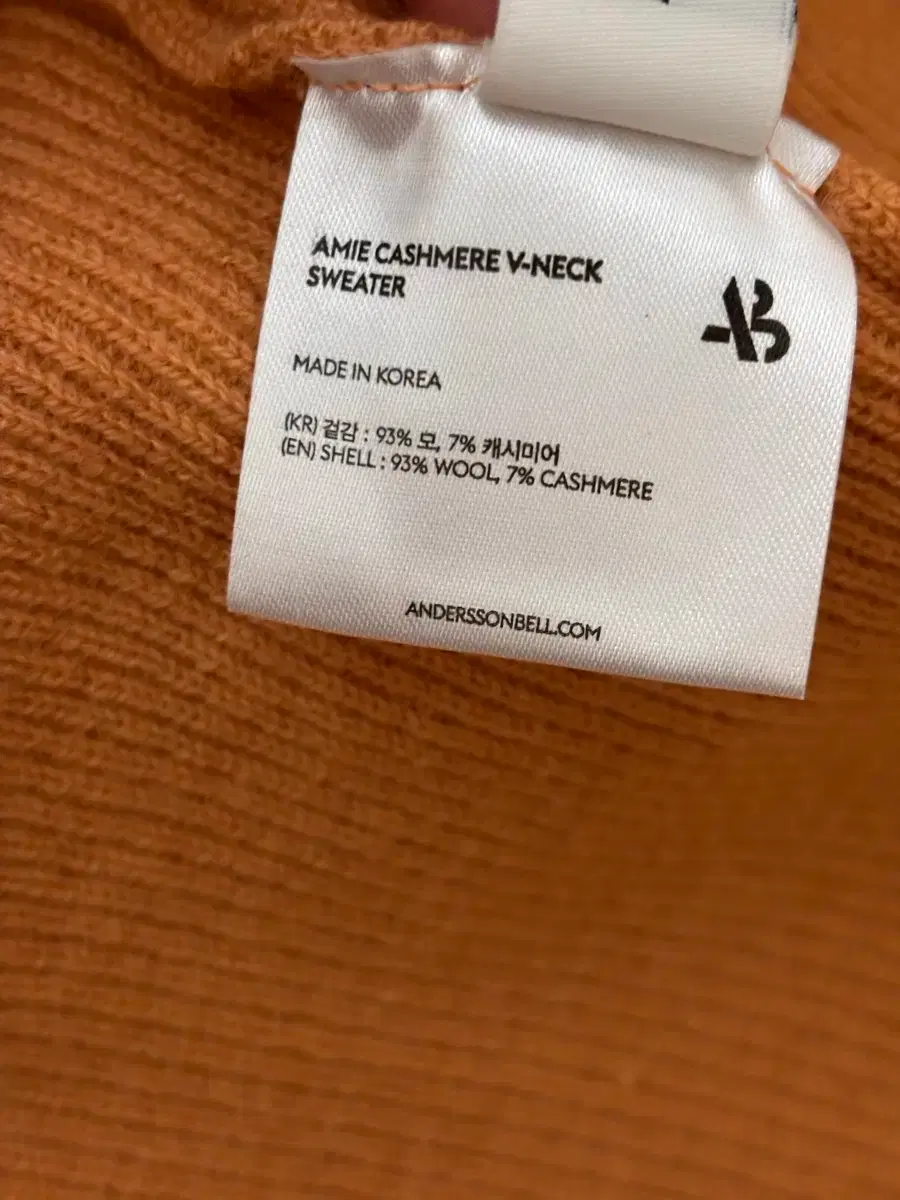 AMIE CASHMERE V-NECK
SWEATER
AB
MADE IN KOREA
(KR) 겉감 : 93% 모, 7% 캐시미어
(EN) SHELL : 93% WOOL, 7% CASHMERE
ANDERSSONBELL.COM